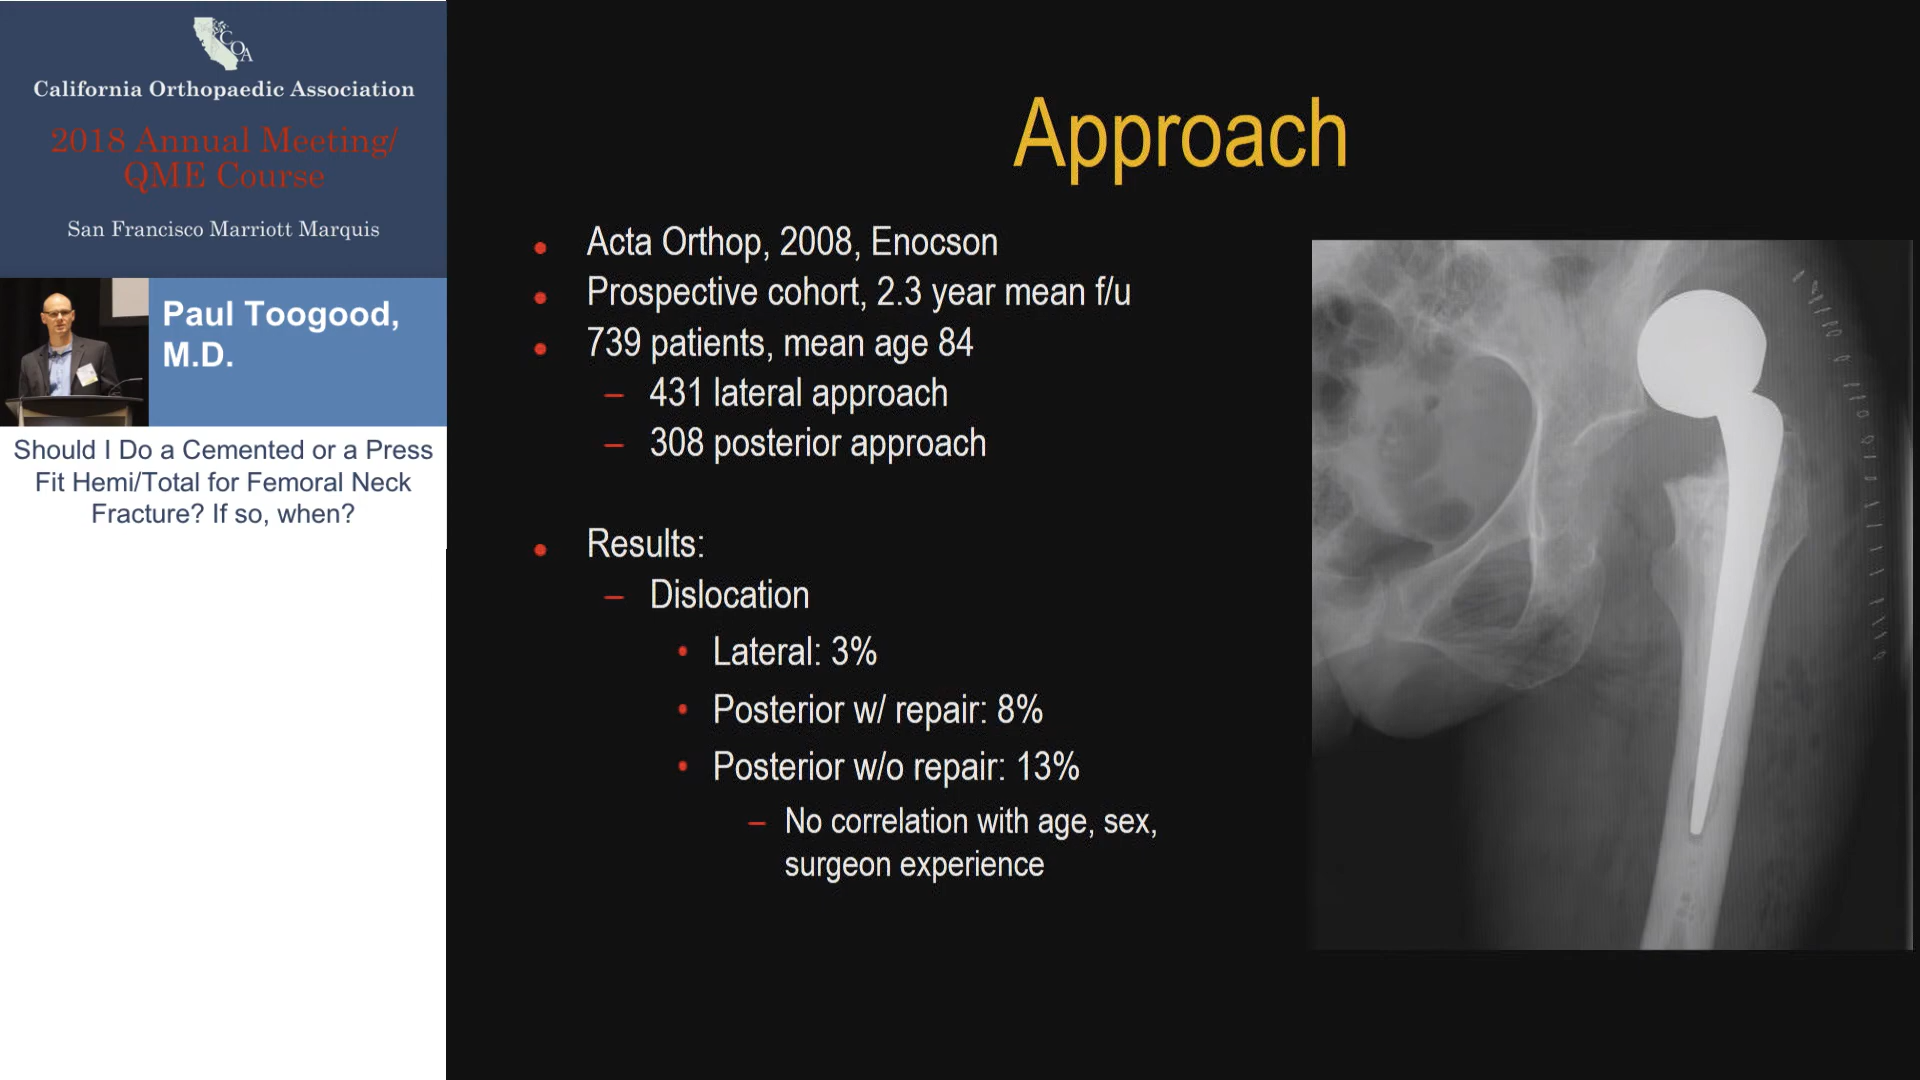 COA
California Orthopaedic Association
2018 Annual Meeting/
QME Course
San Francisco Marriott Marquis
Paul Toogood,
M.D.
Should I Do a Cemented or a Press
Fit Hemi/Total for Femoral Neck
Fracture? If so, when?
Approach
• Acta Orthop, 2008, Enocson
• Prospective cohort, 2.3 year mean f/u
• 739 patients, mean age 84
– 431 lateral approach
– 308 posterior approach
• Results:
– Dislocation
• Lateral: 3%
• Posterior w/ repair: 8%
• Posterior w/o repair: 13%
– No correlation with age, sex,
surgeon experience